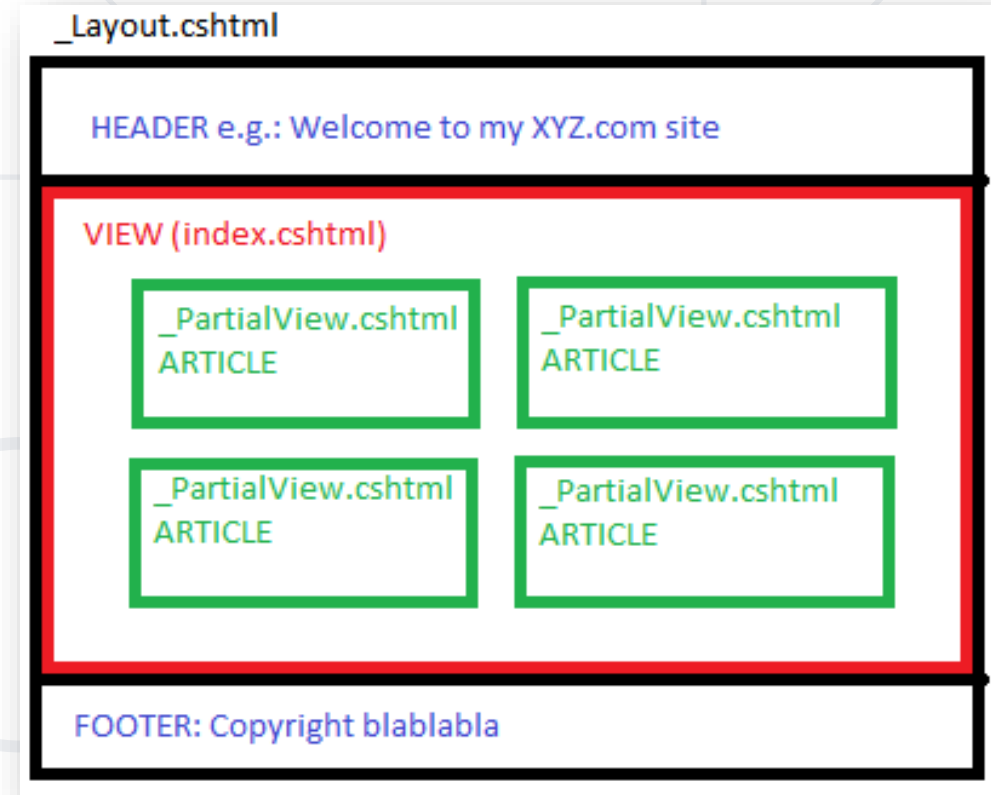 _Layout.cshtml
HEADER e.g.: Welcome to my XYZ.com site
VIEW (index.cshtml)
_PartialView.cshtml
ARTICLE
_PartialView.cshtml
ARTICLE
_PartialView.cshtml
ARTICLE
_PartialView.cshtml
ARTICLE
FOOTER: Copyright blablabla